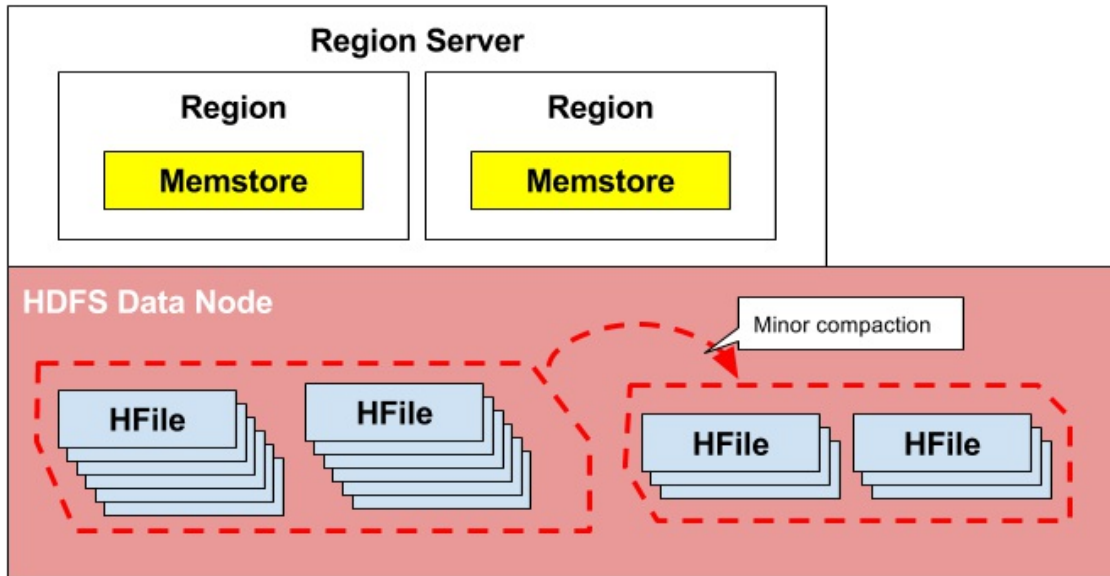 Region Server
Region
Region
Memstore
Memstore
HDFS Data Node
Minor compaction
HFile
HFile
HFile
HFile